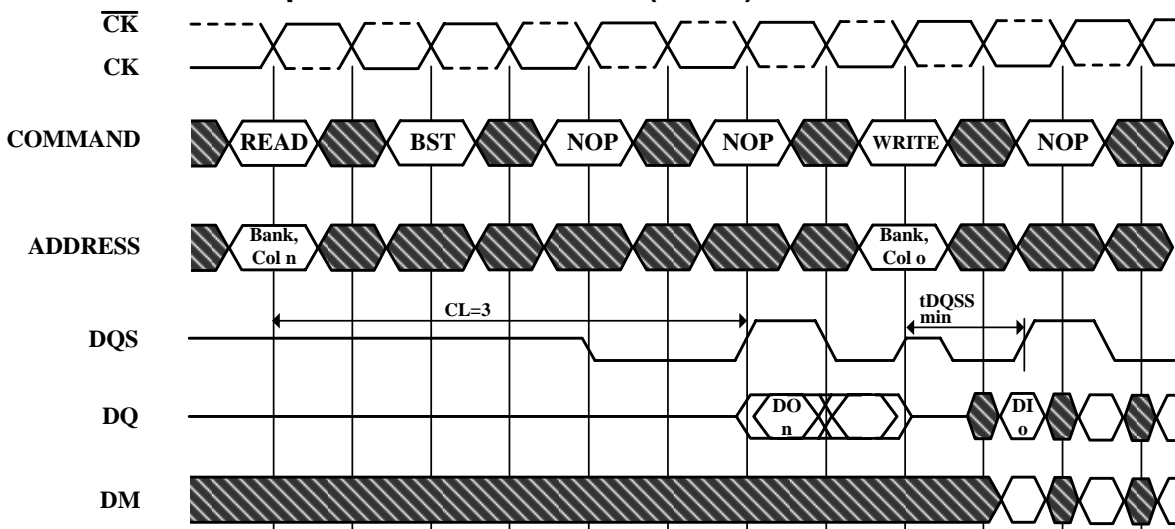 CK
CK
COMMAND READ BST NOP NOP WRITE NOP
ADDRESS Bank, Col n Bank, Col o
CL=3 tDQSS min
DQS
DQ DO n DI o
DM